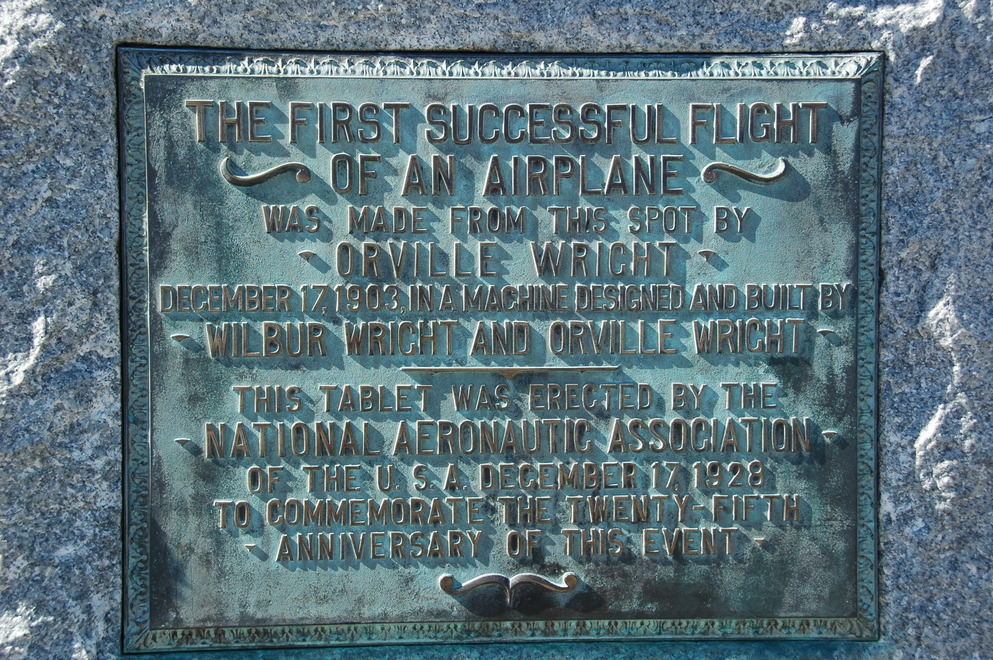 THE FIRST SUCCESSFUL FLIGHT
OF AN AIRPLANE
WAS MADE FROM THIS SPOT BY
ORVILLE WRIGHT
DECEMBER 17, 1903, IN A MACHINE DESIGNED AND BUILT BY
WILBUR WRIGHT AND ORVILLE WRIGHT
THIS TABLET WAS ERECTED BY THE
NATIONAL AERONAUTIC ASSOCIATION
OF THE U. S. A. DECEMBER 17, 1928
TO COMMEMORATE THE TWENTY-FIFTH
- ANNIVERSARY OF THIS EVENT -